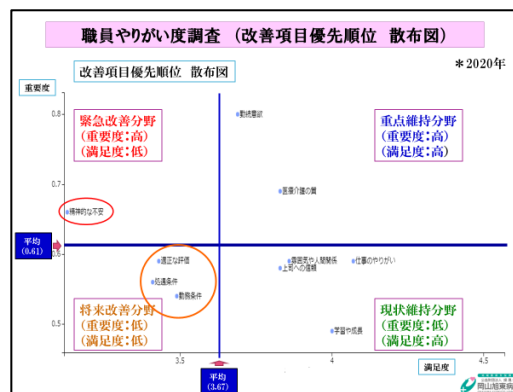 職員やりがい度調査 (改善項目優先順位 散布図)
改善項目優先順位 散布図
*2020年
重要度
0.8
0.7
0.6
0.5
緊急改善分野
(重要度:高)
(満足度:低)
重点維持分野
(重要度:高)
(満足度:高)
勤続意欲
医療介護の質
精神的な不安
平均
(0.61)
適正な評価
処遇条件
勤務条件
雰囲気や人間関係
上司への信頼
仕事のやりがい
学習や成長
将来改善分野
(重要度:低)
(満足度:低)
現状維持分野
(重要度:低)
(満足度:高)
3.5
4
4.5
平均
(3.67)
満足度
岡山旭東病